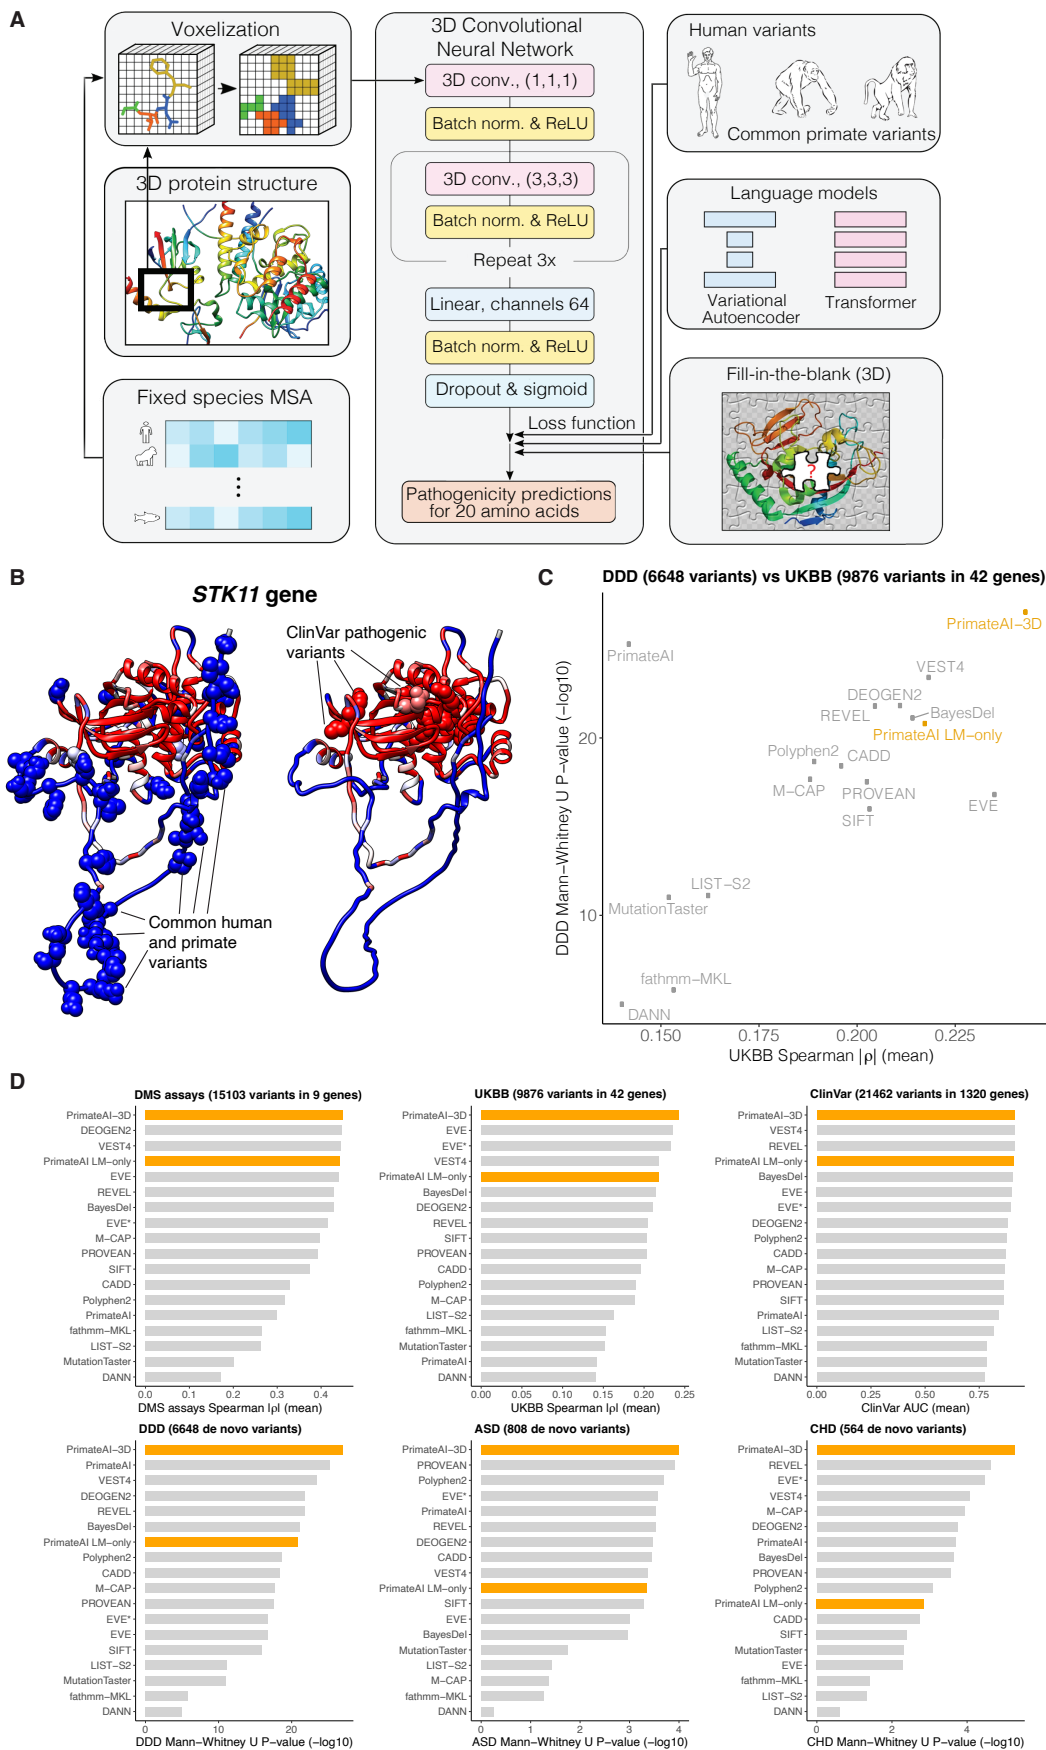 A
Voxelization
3D protein structure
Fixed species MSA
3D Convolutional
Neural Network
3D conv., (1,1,1)
Batch norm. & ReLU
3D conv., (3,3,3)
Batch norm. & ReLU
Repeat 3x
Linear, channels 64
Batch norm. & ReLU
Dropout & sigmoid
Loss function
Pathogenicity predictions
for 20 amino acids
Human variants
Common primate variants
Language models
Variational
Autoencoder
Transformer
Fill-in-the-blank (3D)
?
B
STK11 gene
ClinVar pathogenic
variants
Common human
and primate
variants
C
DDD (6648 variants) vs UKBB (9876 variants in 42 genes)
DDD Mann−Whitney U P-value (−log10)
20
10
PrimateAI−3D
PrimateAI
VEST4
DEOGEN2
REVEL
BayesDel
PrimateAI LM−only
Polyphen2
CADD
M−CAP
PROVEAN
EVE
SIFT
LIST−S2
MutationTaster
fathmm−MKL
DANN
0.150
0.175
0.200
0.225
UKBB Spearman |ρ| (mean)
D
DMS assays (15103 variants in 9 genes)
PrimateAI−3D
DEOGEN2
VEST4
PrimateAI LM−only
EVE
REVEL
BayesDel
EVE*
M−CAP
PROVEAN
SIFT
CADD
Polyphen2
PrimateAI
fathmm−MKL
LIST−S2
MutationTaster
DANN
0.0
0.1
0.2
0.3
0.4
DMS assays Spearman |ρ| (mean)
UKBB (9876 variants in 42 genes)
PrimateAI−3D
EVE
EVE*
VEST4
PrimateAI LM−only
BayesDel
DEOGEN2
REVEL
SIFT
PROVEAN
CADD
Polyphen2
M−CAP
LIST−S2
fathmm−MKL
MutationTaster
PrimateAI
DANN
0.00
0.05
0.10
0.15
0.20
0.25
UKBB Spearman |ρ| (mean)
ClinVar (21462 variants in 1320 genes)
PrimateAI−3D
VEST4
REVEL
PrimateAI LM−only
BayesDel
EVE
EVE*
DEOGEN2
Polyphen2
CADD
M−CAP
PROVEAN
SIFT
PrimateAI
LIST−S2
fathmm−MKL
MutationTaster
DANN
0.00
0.25
0.50
0.75
ClinVar AUC (mean)
DDD (6648 de novo variants)
PrimateAI−3D
PrimateAI
VEST4
DEOGEN2
REVEL
BayesDel
PrimateAI LM−only
Polyphen2
CADD
M−CAP
PROVEAN
EVE*
EVE
SIFT
LIST−S2
MutationTaster
fathmm−MKL
DANN
0
10
20
DDD Mann−Whitney U P−value (−log10)
ASD (808 de novo variants)
PrimateAI−3D
PROVEAN
Polyphen2
EVE*
PrimateAI
REVEL
DEOGEN2
CADD
VEST4
PrimateAI LM−only
SIFT
EVE
BayesDel
MutationTaster
LIST−S2
M−CAP
fathmm−MKL
DANN
0
1
2
3
4
ASD Mann−Whitney U P−value (−log10)
CHD (564 de novo variants)
PrimateAI−3D
REVEL
EVE*
VEST4
M−CAP
DEOGEN2
PrimateAI
BayesDel
PROVEAN
Polyphen2
PrimateAI LM−only
CADD
SIFT
MutationTaster
EVE
fathmm−MKL
LIST−S2
DANN
0
2
4
CHD Mann−Whitney U P−value (−log10)